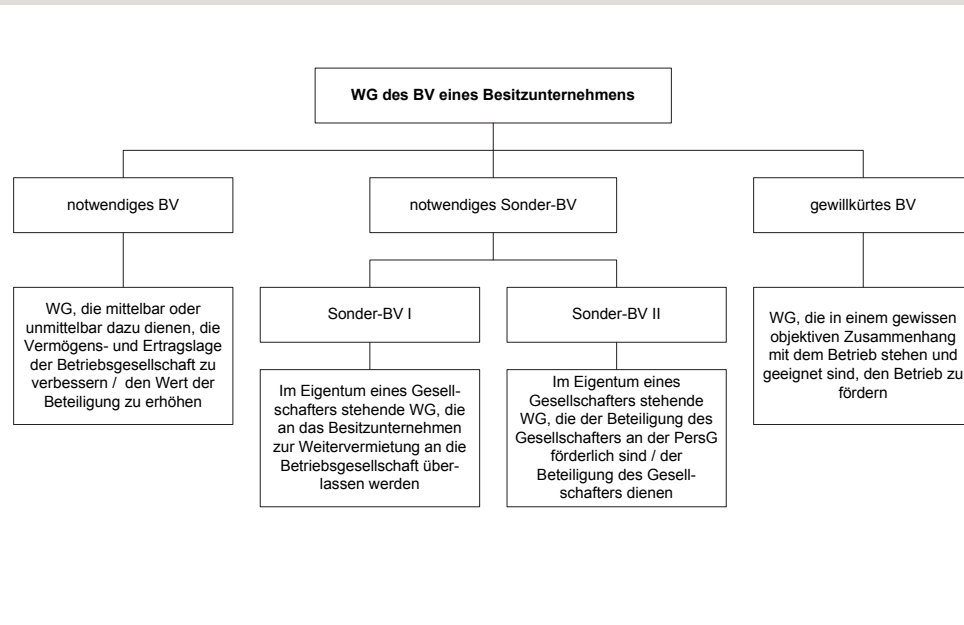 WG des BV eines Besitzunternehmens
notwendiges BV
notwendiges Sonder-BV
gewillkürtes BV
WG, die mittelbar oder
unmittelbar dazu dienen, die
Vermögens- und Ertragslage
der Betriebsgesellschaft zu
verbessern / den Wert der
Beteiligung zu erhöhen
Sonder-BV I
Sonder-BV II
WG, die in einem gewissen
objektiven Zusammenhang
mit dem Betrieb stehen und
geeignet sind, den Betrieb zu
fördern
Im Eigentum eines Gesell-
schafters stehende WG, die
an das Besitzunternehmen
zur Weitervermietung an die
Betriebsgesellschaft über-
lassen werden
Im Eigentum eines
Gesellschafters stehende
WG, die der Beteiligung des
Gesellschafters an der PersG
förderlich sind / der
Beteiligung des Gesell-
schafters dienen